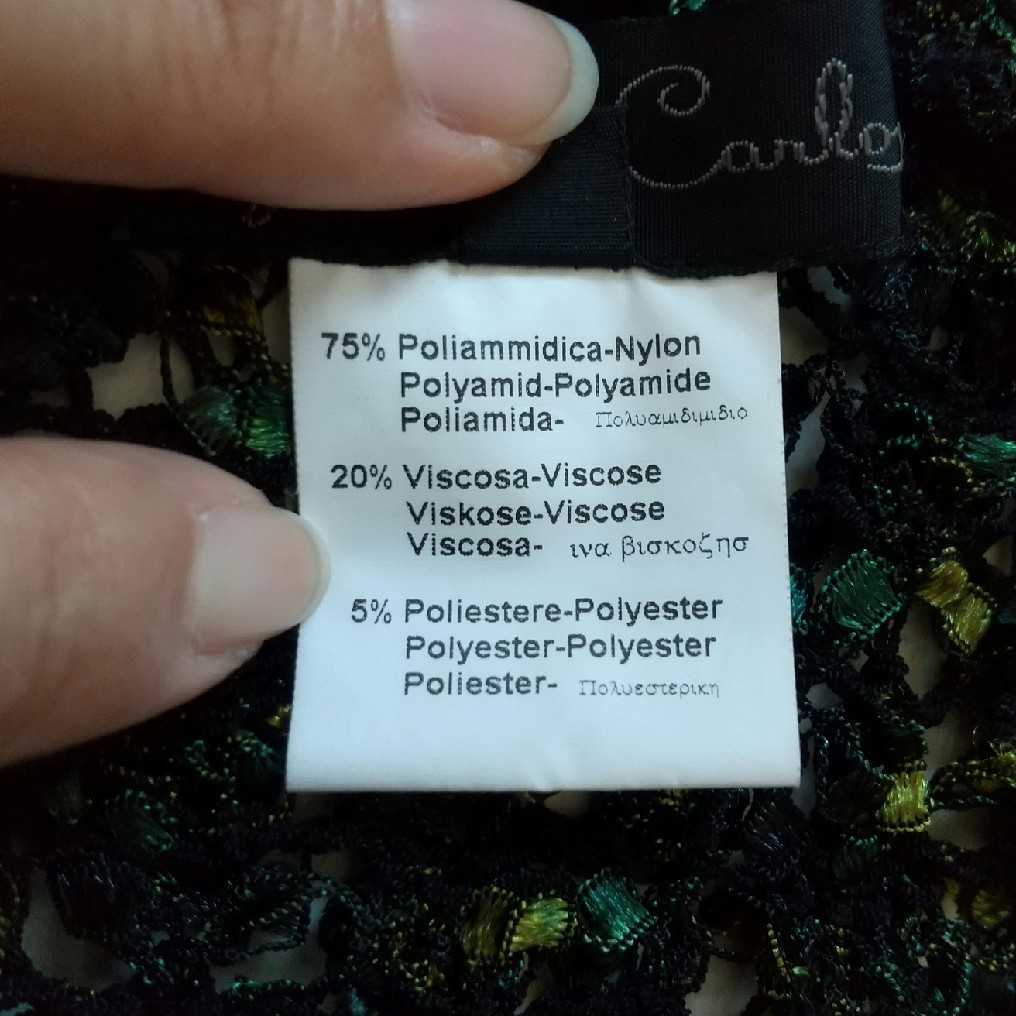 Carlo
75% Poliammidica-Nylon
Polyamid-Polyamide
Poliamida- Πολυαμιδιμιδιο
20% Viscosa-Viscose
Viskose-Viscose
Viscosa- ινα βισκοζησ
5% Poliestere-Polyester
Polyester-Polyester
Poliester- Πολυεστερικη